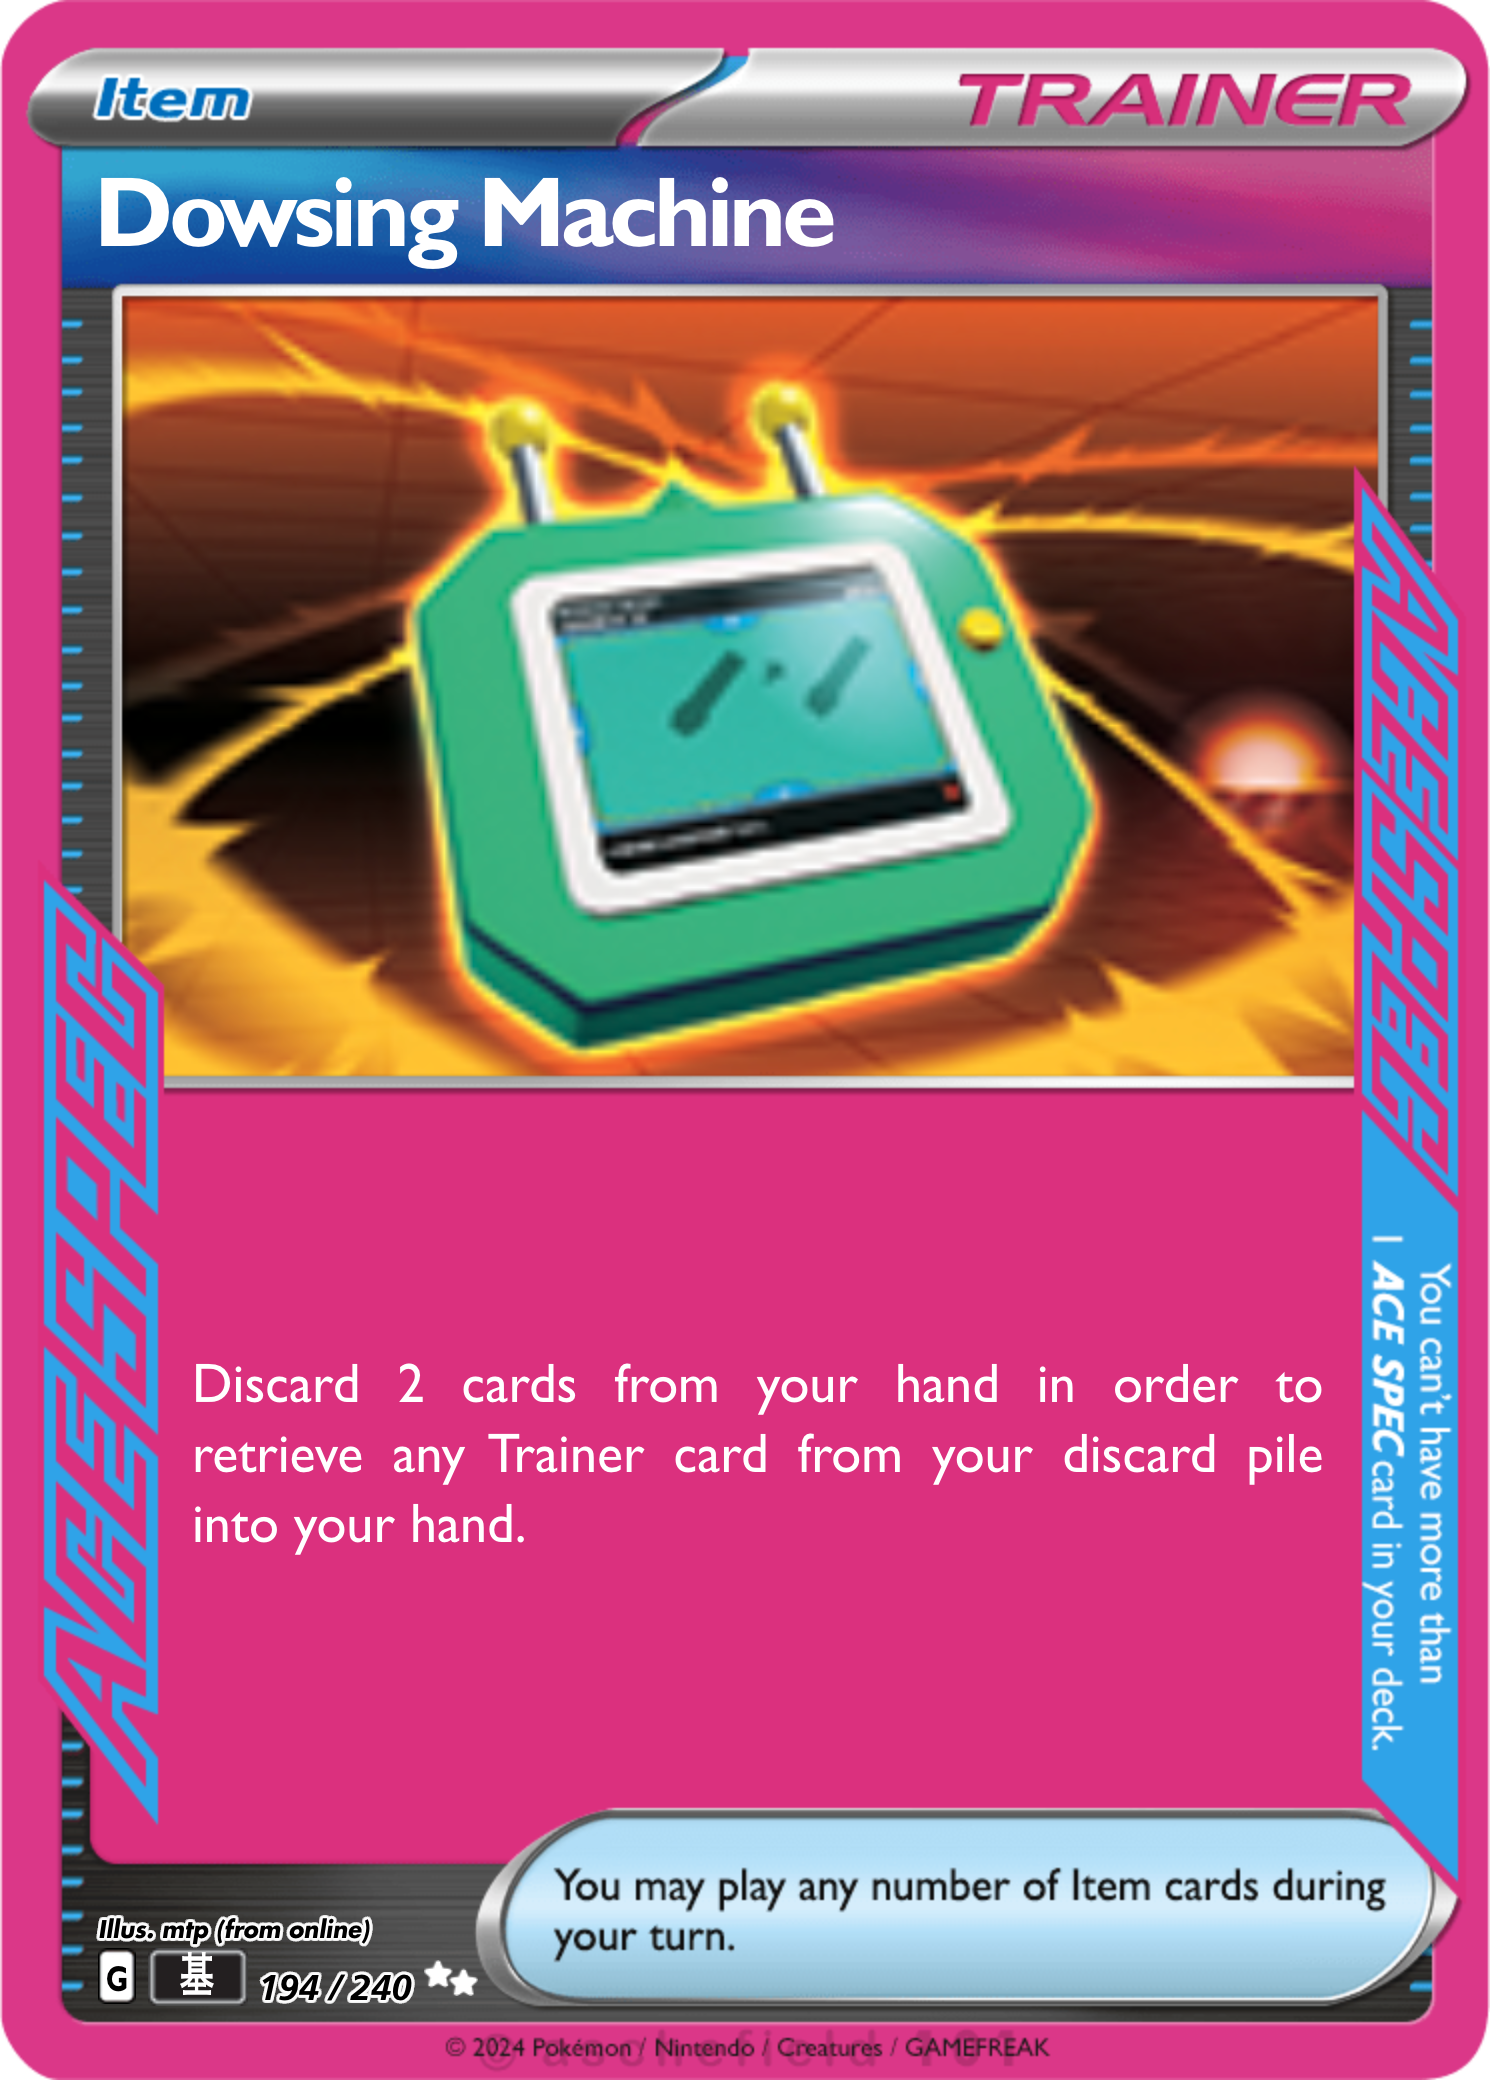 Item
TRAINER
Dowsing Machine
ACE SPEC
ACE SPEC
Discard 2 cards from your hand in order to
retrieve any Trainer card from your discard pile
into your hand.
You can't have more than
1 ACE SPEC card in your deck.
You may play any number of Item cards during
your turn.
Illus. mtp (from online)
G 基 194 / 240
© 2024 Pokémon / Nintendo / Creatures / GAMEFREAK